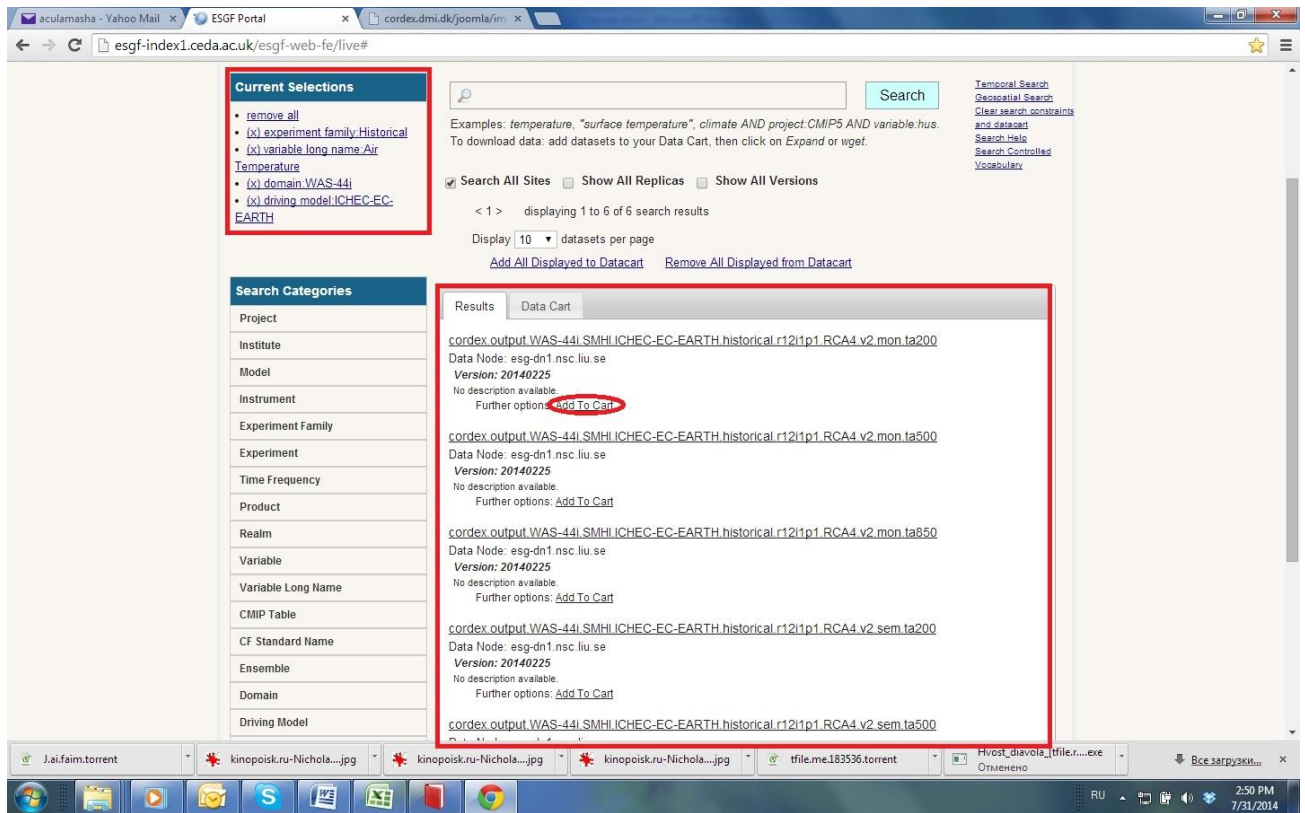 aculamasha - Yahoo Mail
ESGF Portal
cordex.dmi.dk/joomla/im
esgf-index1.ceda.ac.uk/esgf-web-fe/live#
Current Selections
remove all
(x) experiment family:Historical
(x) variable long name:Air
Temperature
(x) domain:WAS-44i
(x) driving model:ICHEC-EC-
EARTH
Search
Examples: temperature, "surface temperature", climate AND project:CMIP5 AND variable:hus.
To download data: add datasets to your Data Cart, then click on Expand or wget.
Search All Sites Show All Replicas Show All Versions
< 1 > displaying 1 to 6 of 6 search results
Display 10 datasets per page
Add All Displayed to Datacart Remove All Displayed from Datacart
Temporal Search
Geospatial Search
Clear search constraints
and datacart
Search Help
Search Controlled
Vocabulary
Search Categories
Project
Institute
Model
Instrument
Experiment Family
Experiment
Time Frequency
Product
Realm
Variable
Variable Long Name
CMIP Table
CF Standard Name
Ensemble
Domain
Driving Model
Results Data Cart
cordex.output.WAS-44i.SMHI.ICHEC-EC-EARTH.historical.r12i1p1.RCA4.v2.mon.ta200
Data Node: esg-dn1.nsc.liu.se
Version: 20140225
No description available.
Further options: Add To Cart
cordex.output.WAS-44i.SMHI.ICHEC-EC-EARTH.historical.r12i1p1.RCA4.v2.mon.ta500
Data Node: esg-dn1.nsc.liu.se
Version: 20140225
No description available.
Further options: Add To Cart
cordex.output.WAS-44i.SMHI.ICHEC-EC-EARTH.historical.r12i1p1.RCA4.v2.mon.ta850
Data Node: esg-dn1.nsc.liu.se
Version: 20140225
No description available.
Further options: Add To Cart
cordex.output.WAS-44i.SMHI.ICHEC-EC-EARTH.historical.r12i1p1.RCA4.v2.sem.ta200
Data Node: esg-dn1.nsc.liu.se
Version: 20140225
No description available.
Further options: Add To Cart
cordex.output.WAS-44i.SMHI.ICHEC-EC-EARTH.historical.r12i1p1.RCA4.v2.sem.ta500
J.ai.faim.torrent
kinopoisk.ru-Nichola....jpg
kinopoisk.ru-Nichola....jpg
kinopoisk.ru-Nichola....jpg
tfile.me.183536.torrent
Hvost_diavola_[tfile.r....exe
Отменено
Все загрузки...
RU
2:50 PM
7/31/2014